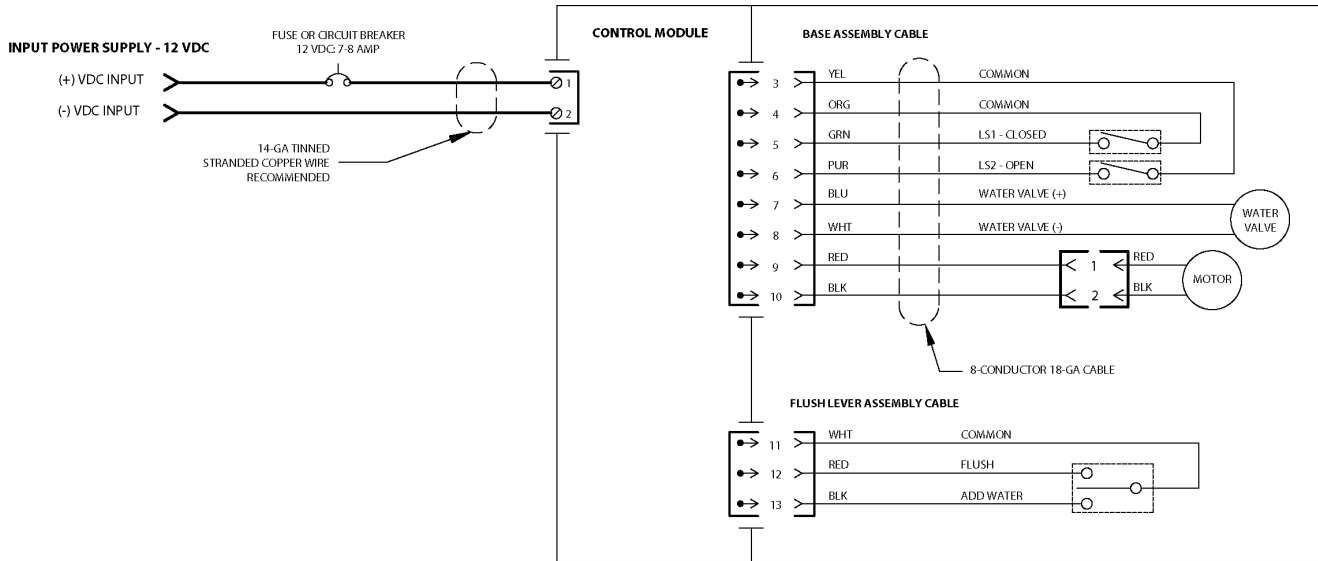 INPUT POWER SUPPLY - 12 VDC
FUSE OR CIRCUIT BREAKER
12 VDC: 7-8 AMP
(+) VDC INPUT
(-) VDC INPUT
14-GA TINNED
STRANDED COPPER WIRE
RECOMMENDED
1
2
CONTROL MODULE
BASE ASSEMBLY CABLE
3 YEL COMMON
4 ORG COMMON
5 GRN LS1 - CLOSED
6 PUR LS2 - OPEN
7 BLU WATER VALVE (+)
8 WHT WATER VALVE (-)
WATER
VALVE
9 RED 1 RED
10 BLK 2 BLK
MOTOR
8-CONDUCTOR 18-GA CABLE
FLUSH LEVER ASSEMBLY CABLE
11 WHT COMMON
12 RED FLUSH
13 BLK ADD WATER